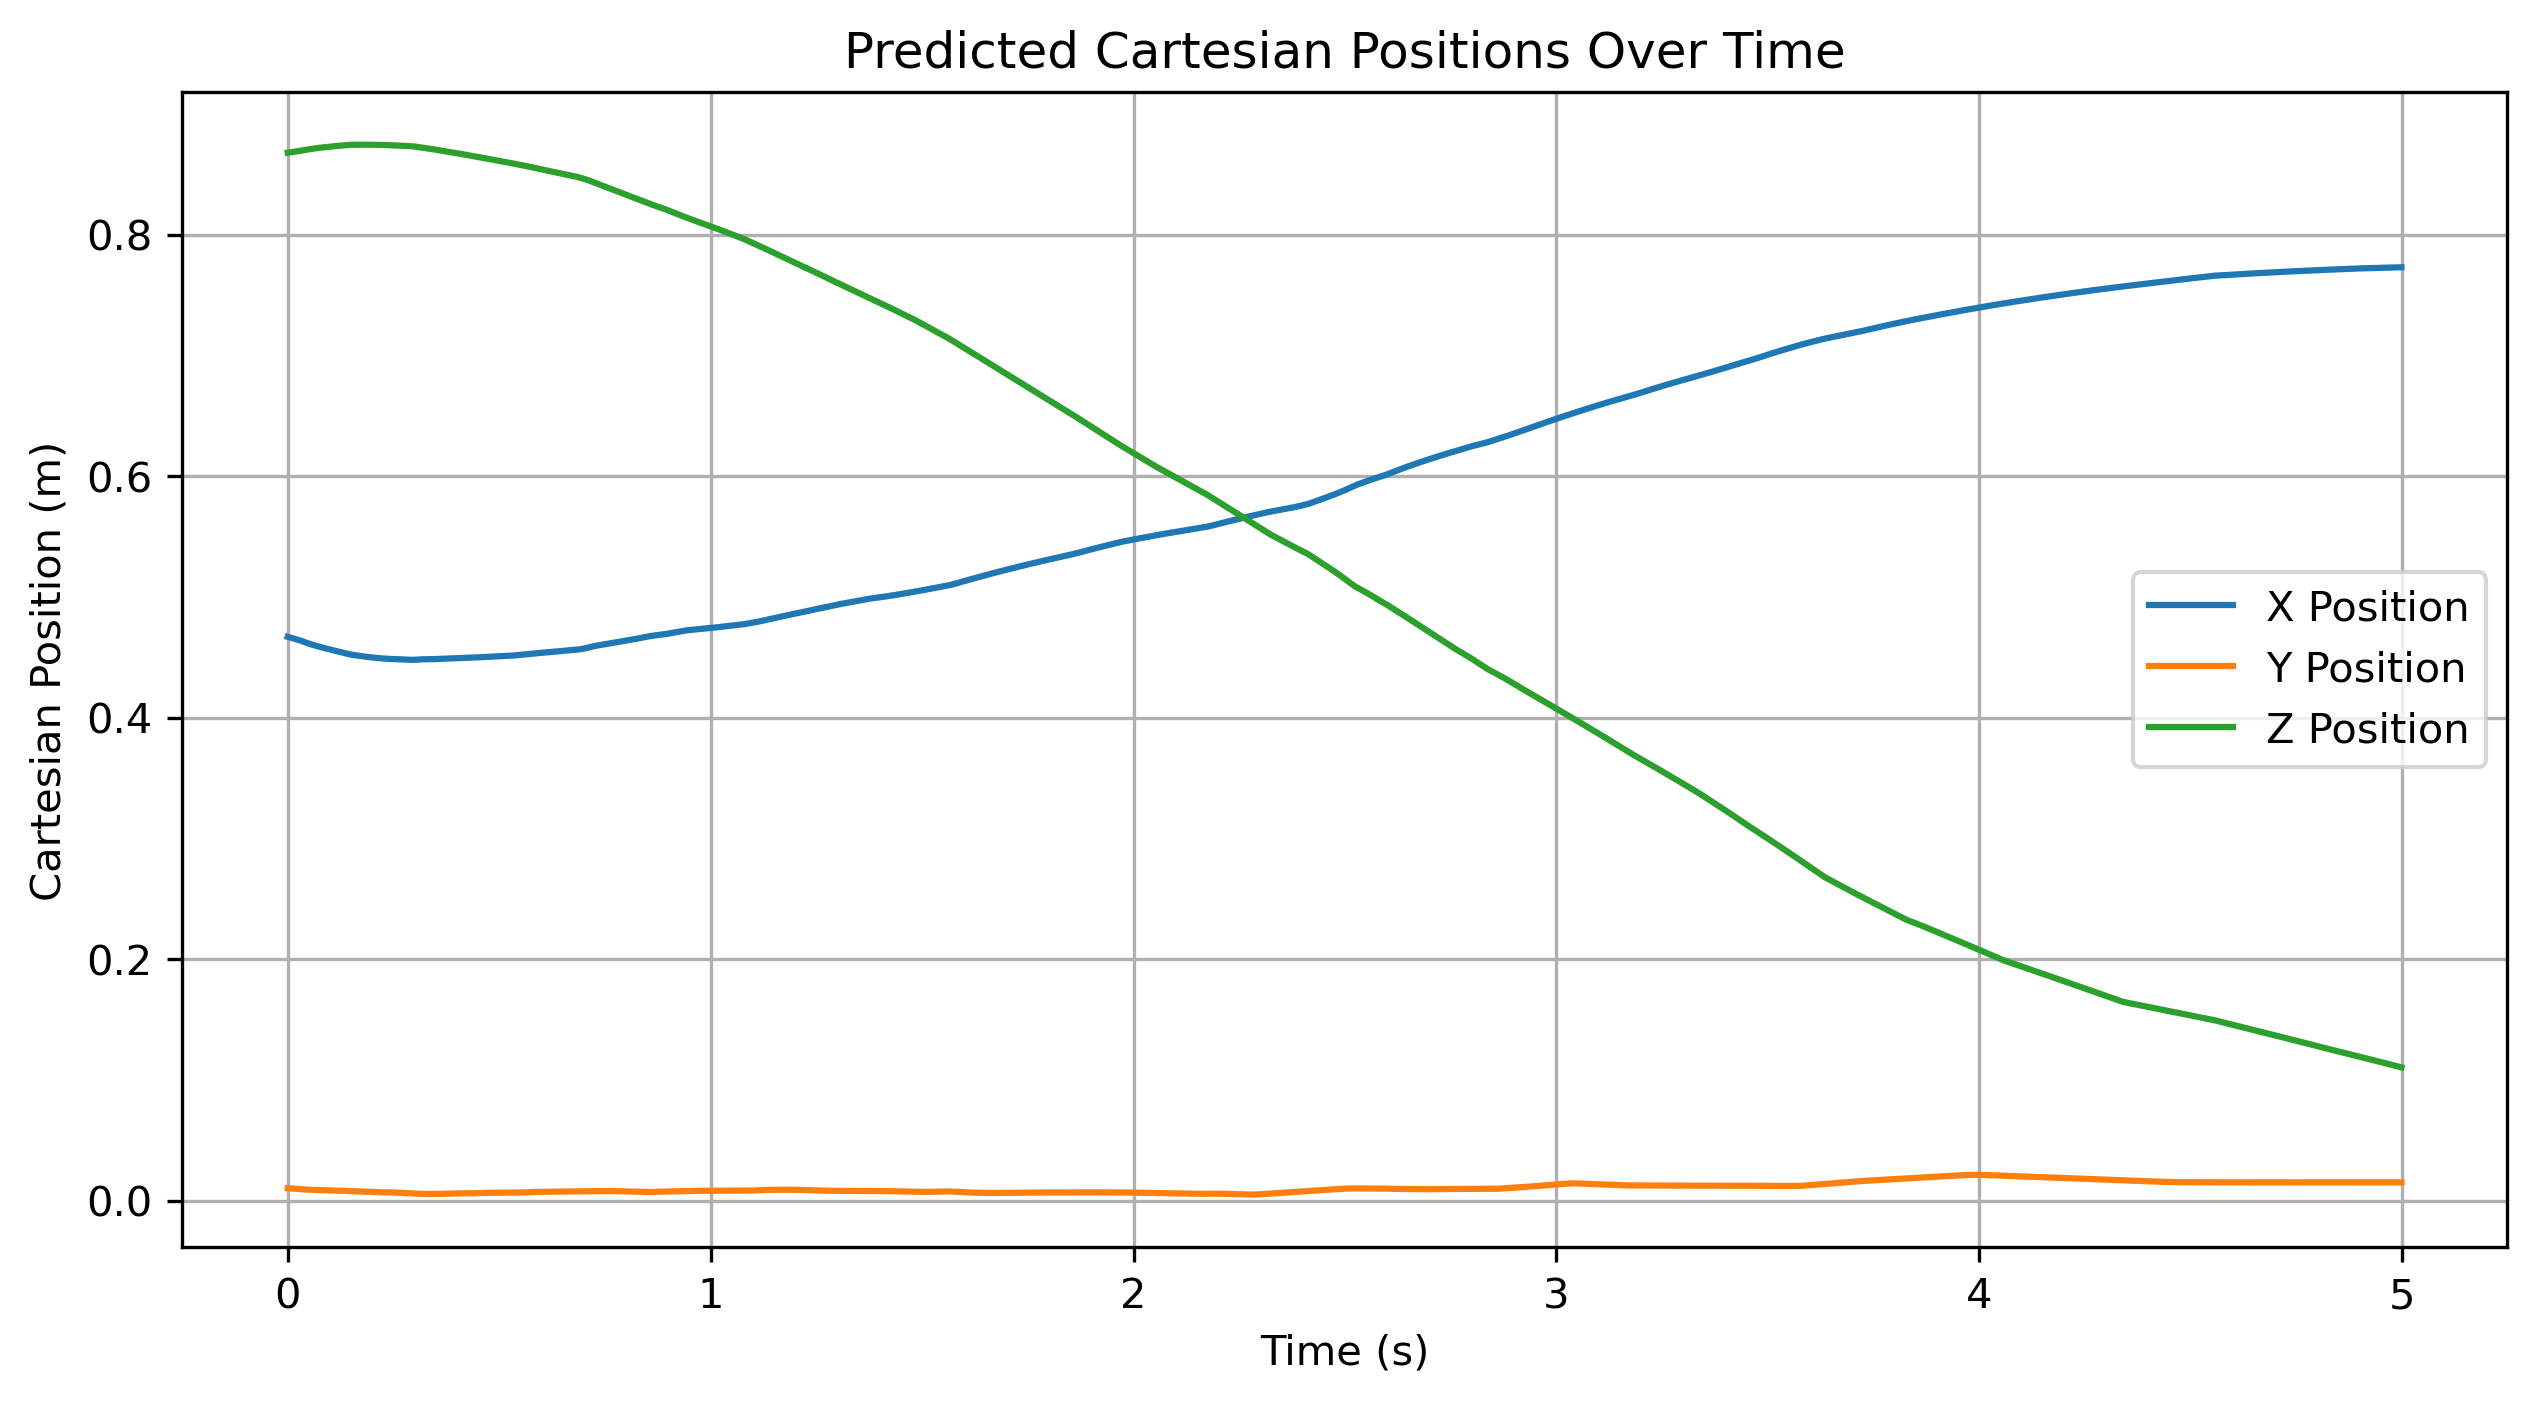 Predicted Cartesian Positions Over Time
Cartesian Position (m)
0.8
0.6
0.4
0.2
0.0
X Position
Y Position
Z Position
0 1 2 3 4 5
Time (s)